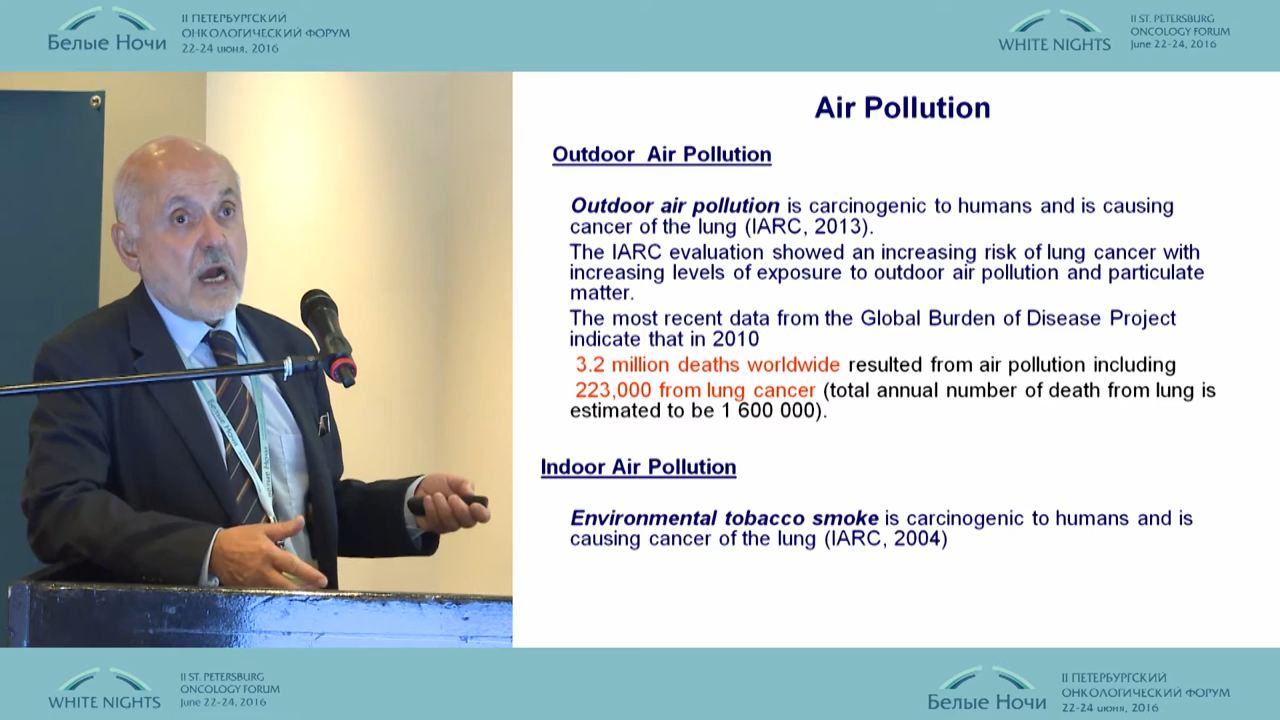 Белые Ночи
II ПЕТЕРБУРГСКИЙ
ОНКОЛОГИЧЕСКИЙ ФОРУМ
22-24 июня, 2016
WHITE NIGHTS
II ST. PETERSBURG
ONCOLOGY FORUM
June 22-24, 2016
Air Pollution
Outdoor Air Pollution
Outdoor air pollution is carcinogenic to humans and is causing
cancer of the lung (IARC, 2013).
The IARC evaluation showed an increasing risk of lung cancer with
increasing levels of exposure to outdoor air pollution and particulate
matter.
The most recent data from the Global Burden of Disease Project
indicate that in 2010
3.2 million deaths worldwide resulted from air pollution including
223,000 from lung cancer (total annual number of death from lung is
estimated to be 1 600 000).
Indoor Air Pollution
Environmental tobacco smoke is carcinogenic to humans and is
causing cancer of the lung (IARC, 2004)
Белые Ночи
WHITE NIGHTS
II ST. PETERSBURG
ONCOLOGY FORUM
June 22-24, 2016
Белые Ночи
II ПЕТЕРБУРГСКИЙ
ОНКОЛОГИЧЕСКИЙ ФОРУМ
22-24 июня, 2016